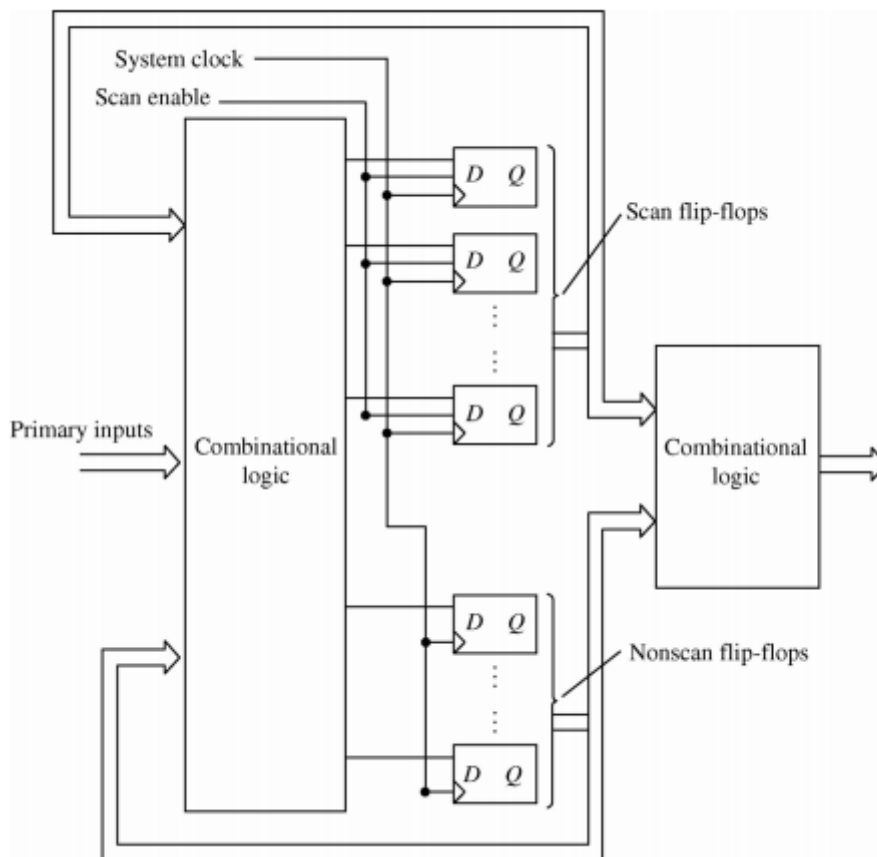 System clock
Scan enable
D Q
D Q
Scan flip-flops
D Q
Primary inputs
Combinational
logic
Combinational
logic
D Q
Nonscan flip-flops
D Q